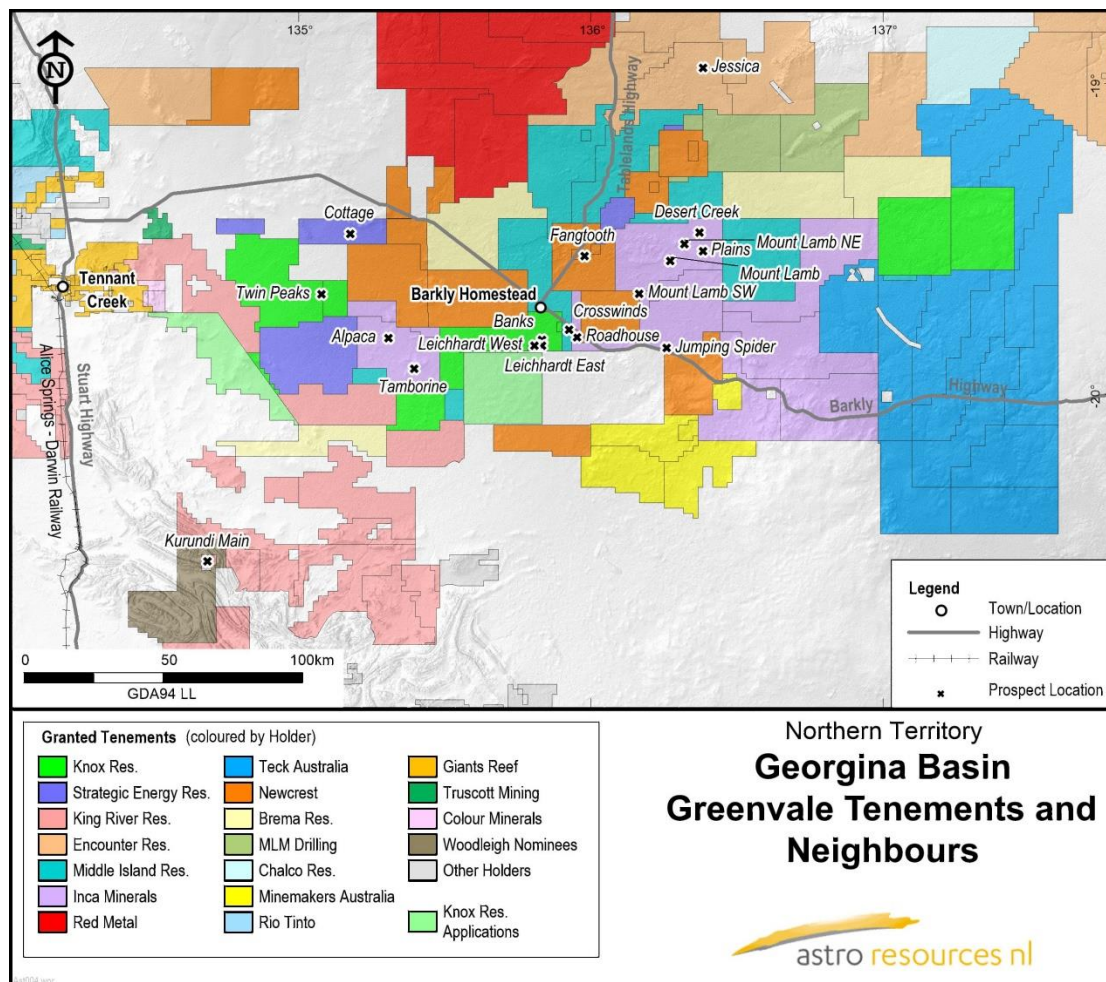 N
135°
136°
137°
-19°
-20°
Jessica
Tablelands Highway
Cottage
Desert Creek
Fangtooth
Mount Lamb NE
Plains
Mount Lamb
Tennant
Creek
Twin Peaks
Barkly Homestead
Mount Lamb SW
Banks
Crosswinds
Alpaca
Leichhardt West
Roadhouse
Jumping Spider
Leichhardt East
Tamborine
Stuart Highway
Alice Springs - Darwin Railway
Barkly
Highway
Kurundi Main
0
50
100km
GDA94 LL
Legend
Town/Location
Highway
Railway
Prospect Location
Granted Tenements (coloured by Holder)
Knox Res.
Strategic Energy Res.
King River Res.
Encounter Res.
Middle Island Res.
Inca Minerals
Red Metal
Teck Australia
Newcrest
Brema Res.
MLM Drilling
Chalco Res.
Minemakers Australia
Rio Tinto
Giants Reef
Truscott Mining
Colour Minerals
Woodleigh Nominees
Other Holders
Knox Res.
Applications
Northern Territory
Georgina Basin
Greenvale Tenements and
Neighbours
astro resources nl